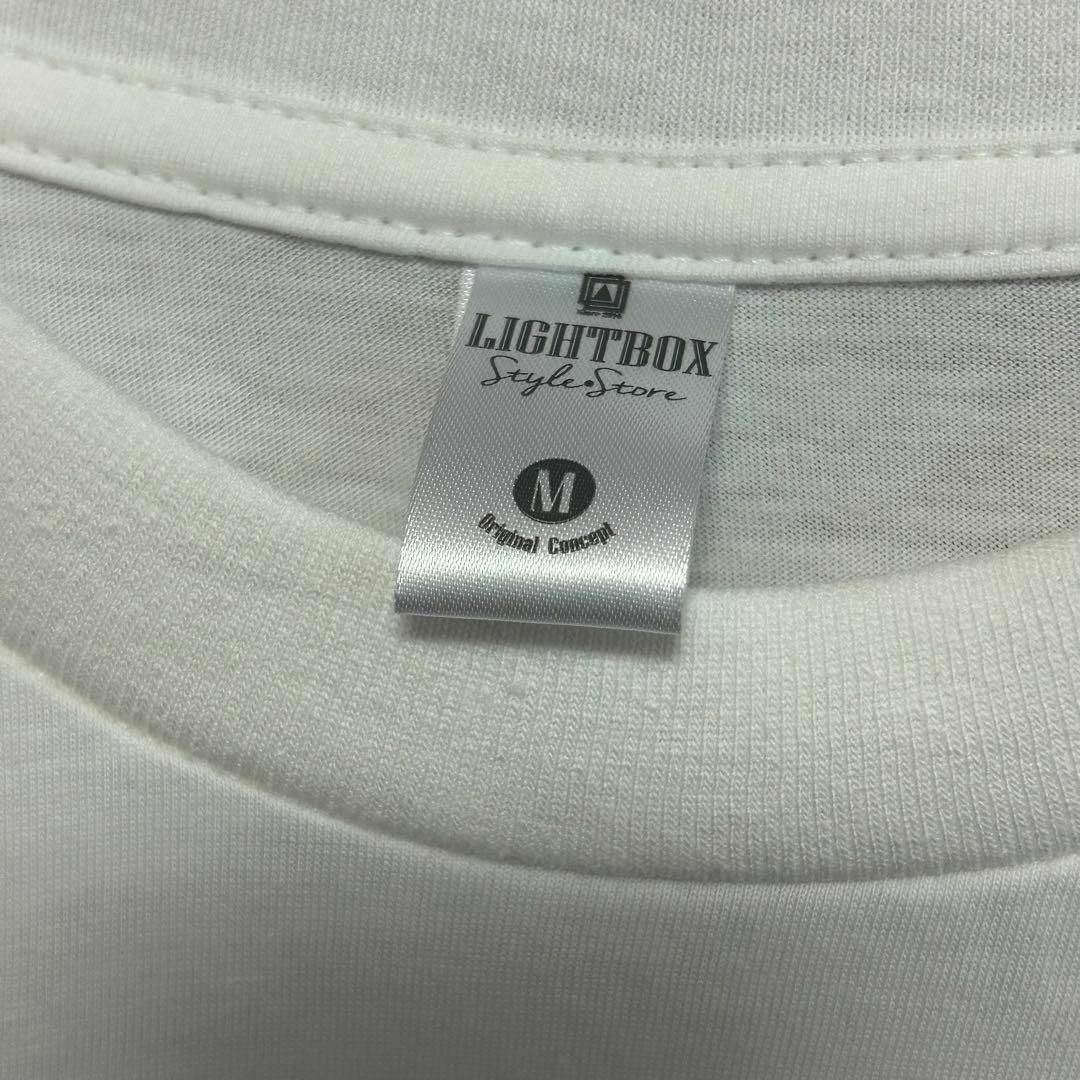 LIGHTBOX
Style•Store
M
Original Concept